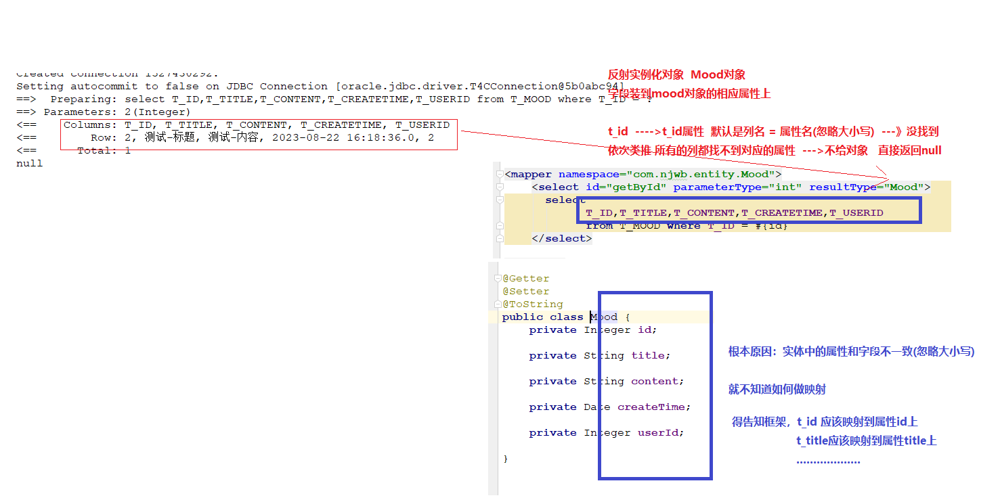 Created connection 1327430292.
Setting autocommit to false on JDBC Connection [oracle.jdbc.driver.T4CConnection@5b0abc94]
==>  Preparing: select T_ID,T_TITLE,T_CONTENT,T_CREATETIME,T_USERID from T_MOOD where T_ID = ?
==> Parameters: 2(Integer)
<==    Columns: T_ID, T_TITLE, T_CONTENT, T_CREATETIME, T_USERID
<==        Row: 2, 测试-标题, 测试-内容, 2023-08-22 16:18:36.0, 2
<==      Total: 1
null
反射实例化对象  Mood对象
字段装到mood对象的相应属性上
t_id  ---->t_id属性  默认是列名 = 属性名(忽略大小写)  ---》没找到
依次类推 所有的列都找不到对应的属性  --->不给对象   直接返回null
<mapper namespace="com.njwb.entity.Mood">
<select id="getById" parameterType="int" resultType="Mood">
select
T_ID,T_TITLE,T_CONTENT,T_CREATETIME,T_USERID
from T_MOOD where T_ID = #{id}
</select>
@Getter
@Setter
@ToString
public class Mood {
private Integer id;
private String title;
private String content;
private Date createTime;
private Integer userId;
}
根本原因：实体中的属性和字段不一致(忽略大小写)
就不知道如何做映射
得告知框架，t_id 应该映射到属性id上
t_title应该映射到属性title上
...................